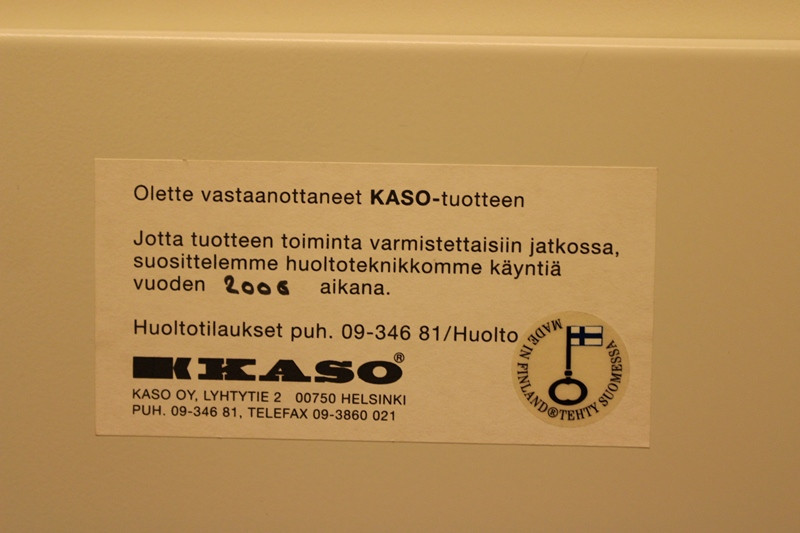 Olette vastaanottaneet KASO-tuotteen
Jotta tuotteen toiminta varmistettaisiin jatkossa,
suosittelemme huoltoteknikkomme käyntiä
vuoden 2006 aikana.
Huoltotilaukset puh. 09-346 81/Huolto
KASO®
KASO OY, LYHTYTIE 2 00750 HELSINKI
PUH. 09-346 81, TELEFAX 09-3860 021
MADE IN FINLAND®TEHTY SUOMESSA